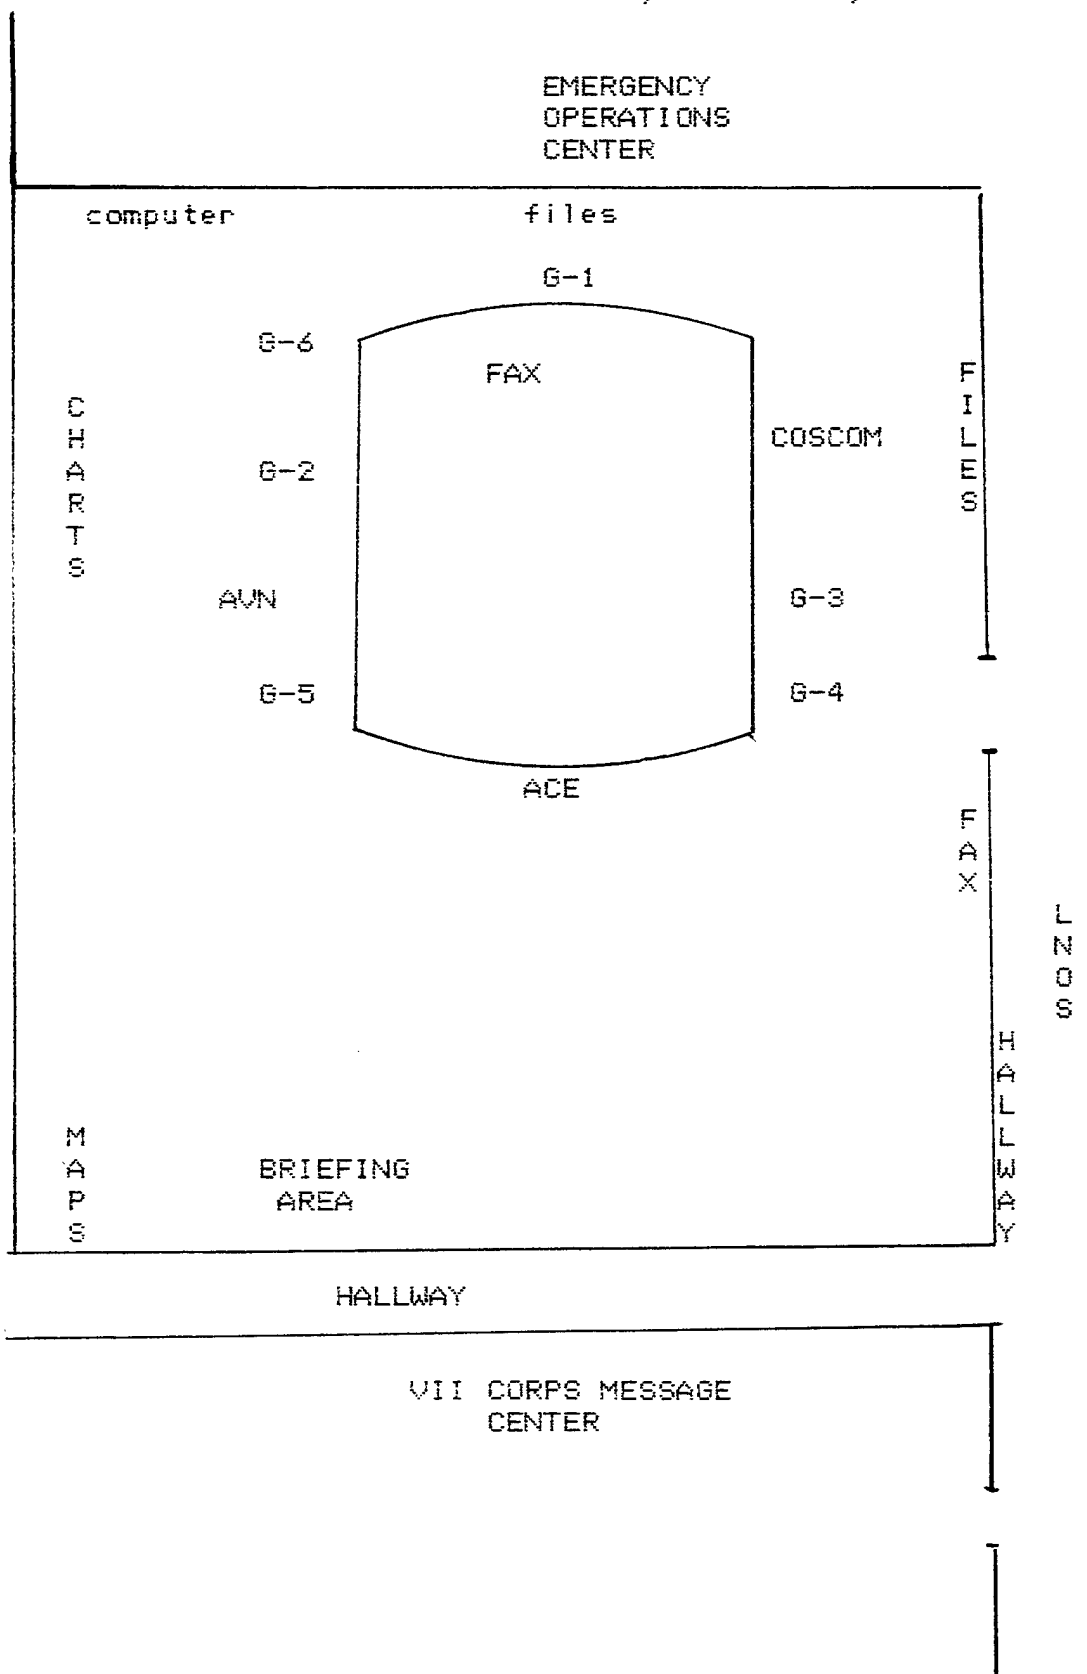 EMERGENCY
OPERATIONS
CENTER
computer files
G-1
G-6
FAX
FILES
CHARTS
COSCOM
G-2
AVN
G-3
G-5
G-4
ACE
FAX
LNOS
HALLWAY
MAPS
BRIEFING
AREA
HALLWAY
VII CORPS MESSAGE
CENTER